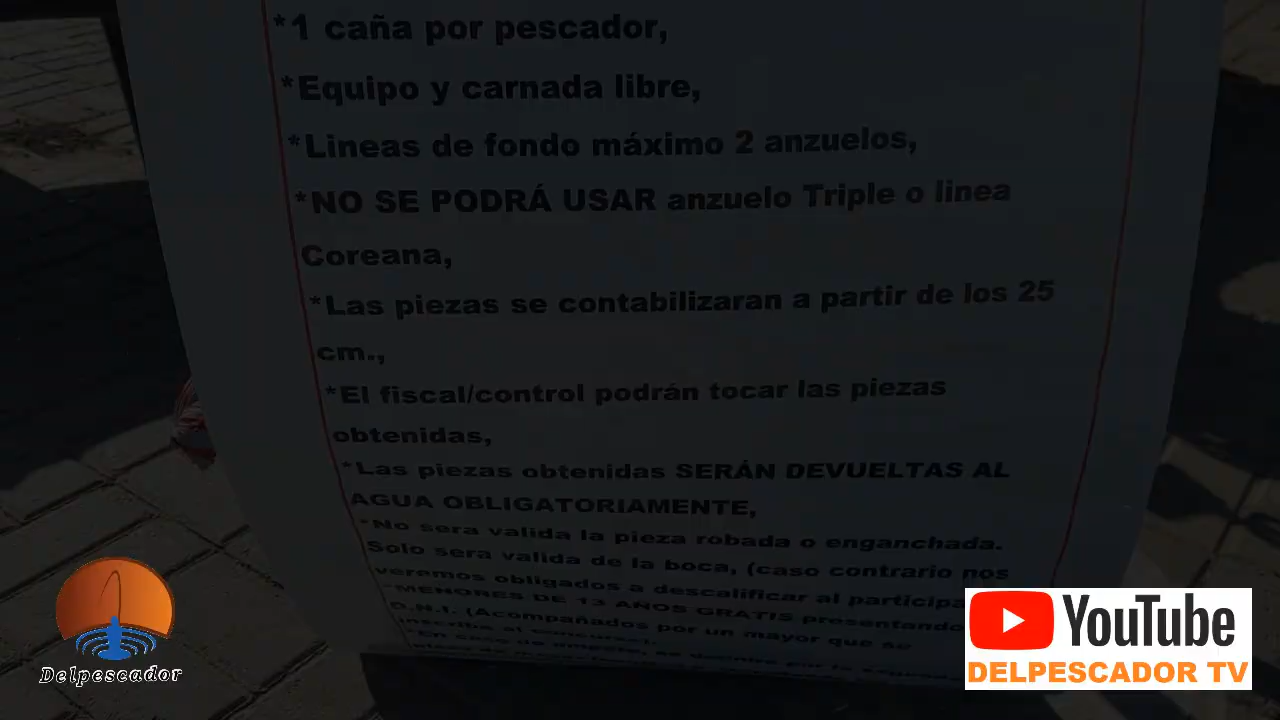 *1 caña por pescador,
*Equipo y carnada libre,
*Lineas de fondo máximo 2 anzuelos,
*NO SE PODRÁ USAR anzuelo Triple o linea
Coreana,
*Las piezas se contabilizaran a partir de los 25
cm.,
*El fiscal/control podrán tocar las piezas
obtenidas,
*Las piezas obtenidas SERÁN DEVUELTAS AL
AGUA OBLIGATORIAMENTE,
*No sera valida la pieza robada o enganchada.
Solo sera valida de la boca, (caso contrario nos
veremos obligados a descalificar al
*MENORES DE 13 AÑOS GRATIS presentando
D.N.I. (Acompañados por un mayor que se
inscriba al concurso).
Delpescador
YouTube
DELPESCADOR TV